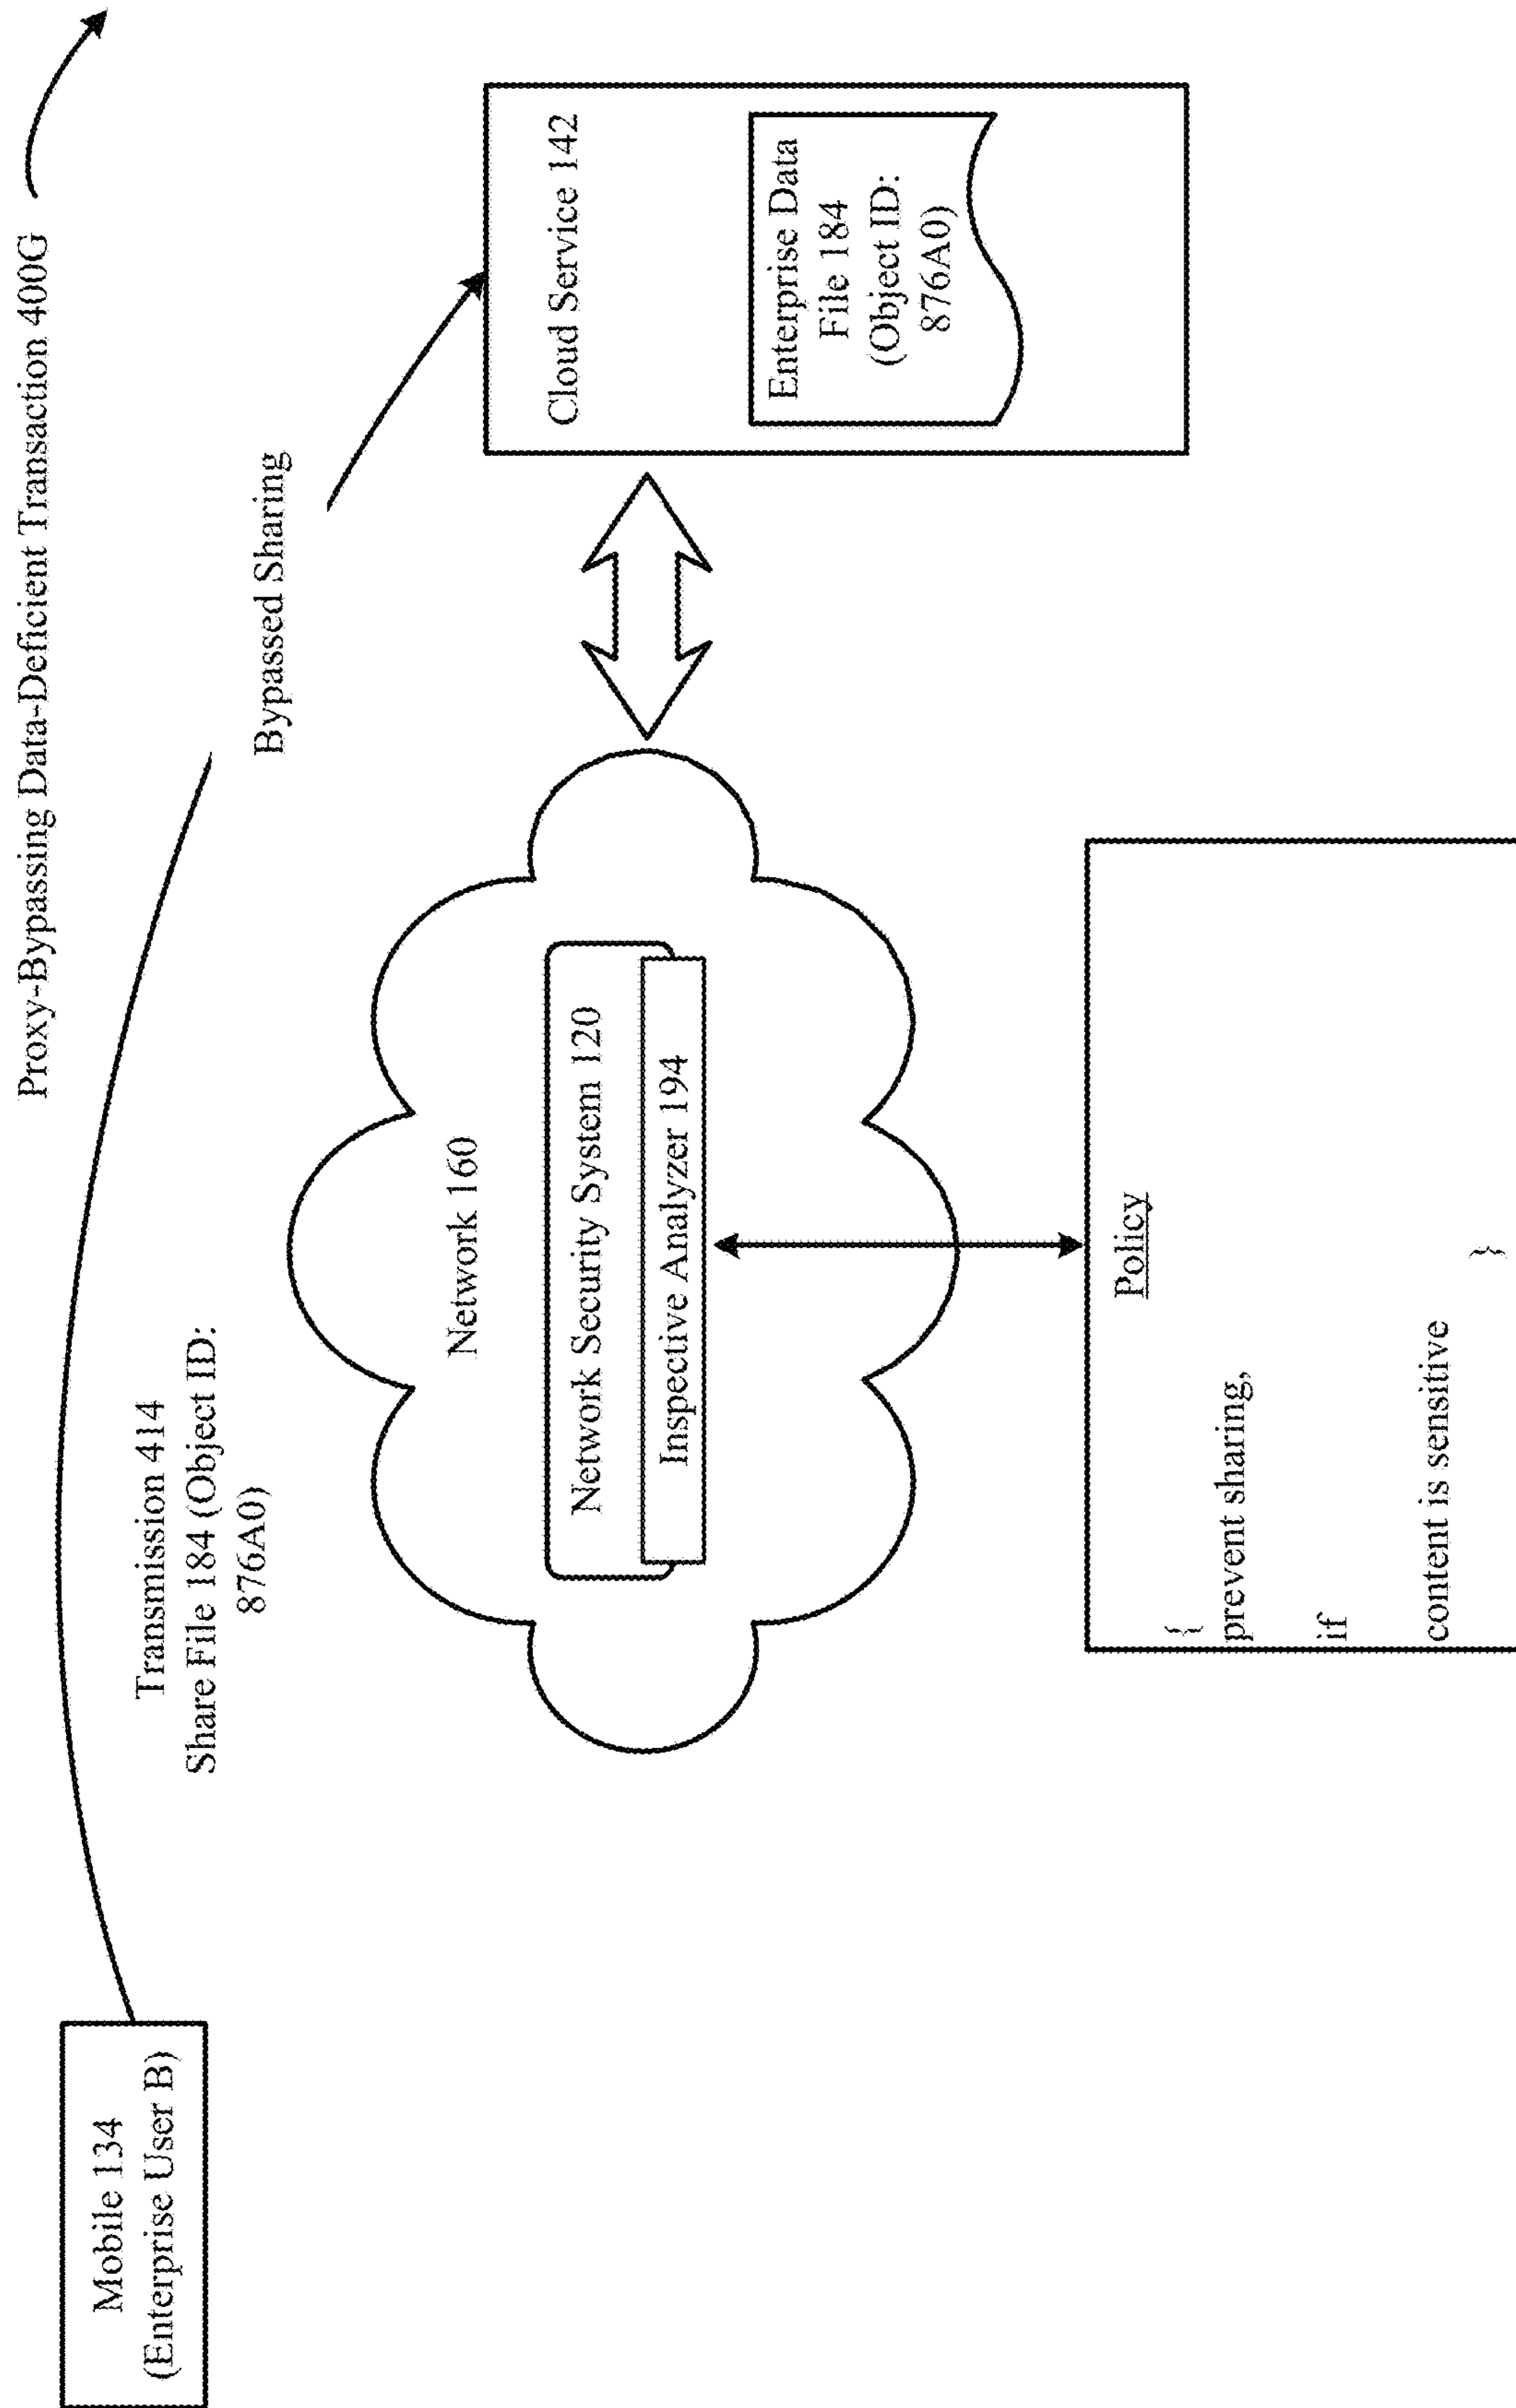 Proxy-Bypassing Data-Deficient Transaction 400G
Mobile 134
(Enterprise User B)
Transmission 414
Share File 184 (Object ID:
876A0)
Bypassed Sharing
Network 160
Network Security System 120
Inspective Analyzer 194
Cloud Service 142
Enterprise Data
File 184
(Object ID:
876A0)
Policy
{
prevent sharing,
if
content is sensitive
}